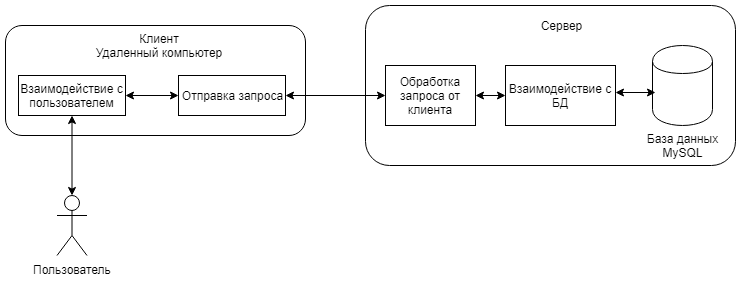 Клиент
Удаленный компьютер
Взаимодействие с
пользователем
Отправка запроса
Сервер
Обработка
запроса от
клиента
Взаимодействие с
БД
База данных
MySQL
Пользователь